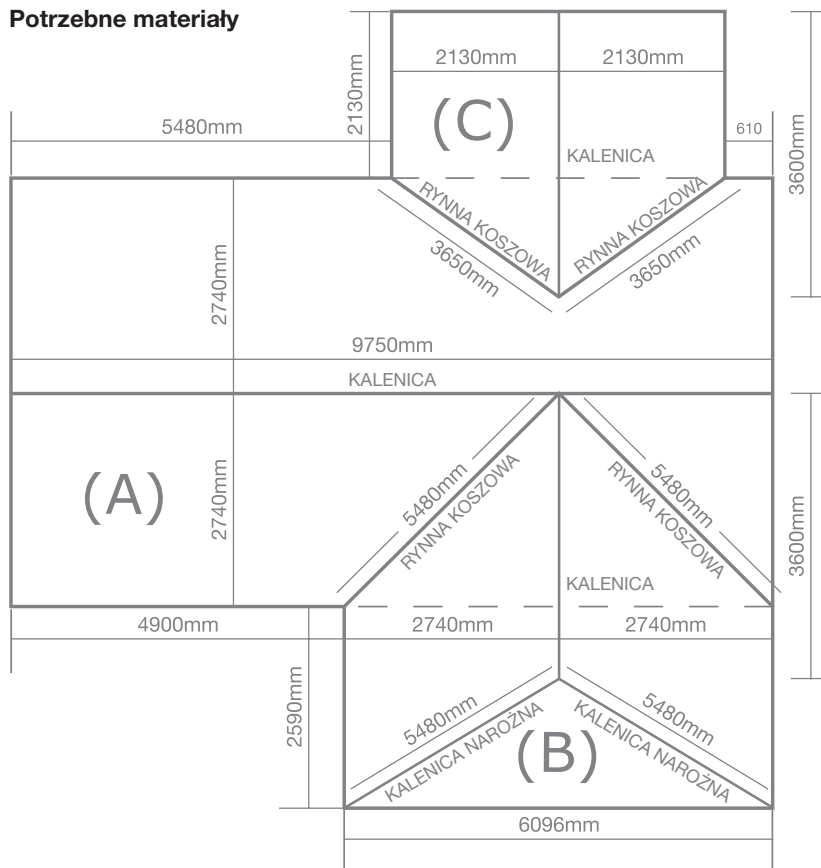 Potrzebne materiały
2130mm
2130mm
2130mm
(C)
5480mm
610
KALENICA
3600mm
RYNNA KOSZOWA
RYNNA KOSZOWA
3650mm
3650mm
2740mm
9750mm
KALENICA
(A)
2740mm
5480mm
RYNNA KOSZOWA
5480mm
RYNNA KOSZOWA
3600mm
KALENICA
4900mm
2740mm
2740mm
2590mm
5480mm
KALENICA NAROŻNA
5480mm
KALENICA NAROŻNA
(B)
6096mm